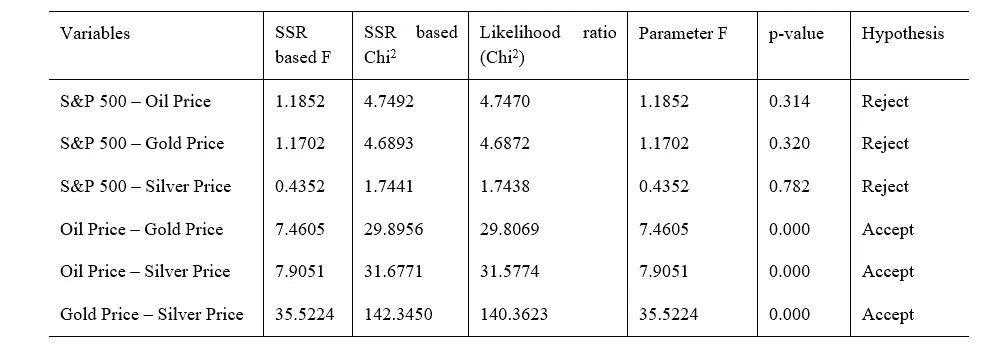 Variables SSR based F SSR based Chi² Likelihood ratio (Chi²) Parameter F p-value Hypothesis
S&P 500 – Oil Price 1.1852 4.7492 4.7470 1.1852 0.314 Reject
S&P 500 – Gold Price 1.1702 4.6893 4.6872 1.1702 0.320 Reject
S&P 500 – Silver Price 0.4352 1.7441 1.7438 0.4352 0.782 Reject
Oil Price – Gold Price 7.4605 29.8956 29.8069 7.4605 0.000 Accept
Oil Price – Silver Price 7.9051 31.6771 31.5774 7.9051 0.000 Accept
Gold Price – Silver Price 35.5224 142.3450 140.3623 35.5224 0.000 Accept